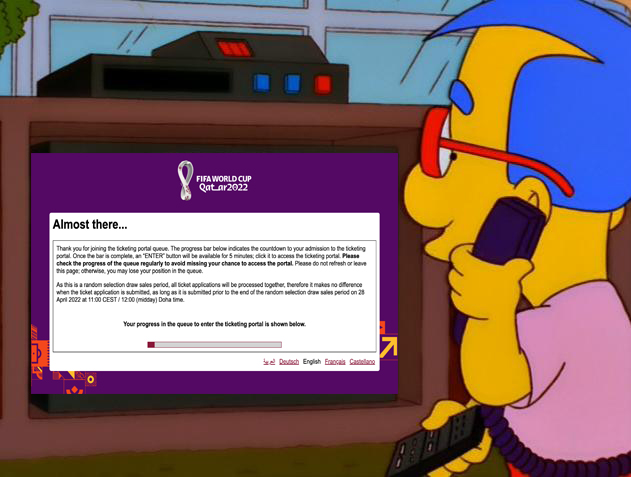 FIFA WORLD CUP
Qatar2022
Almost there...
Thank you for joining the ticketing portal queue. The progress bar below indicates the countdown to your admission to the ticketing
portal. Once the bar is complete, an "ENTER" button will be available for 5 minutes; click it to access the ticketing portal. Please
check the progress of the queue regularly to avoid missing your chance to access the portal. Please do not refresh or leave
this page; otherwise, you may lose your position in the queue.
As this is a random selection draw sales period, all ticket applications will be processed together, therefore it makes no difference
when the ticket application is submitted, as long as it is submitted prior to the end of the random selection draw sales period on 28
April 2022 at 11:00 CEST / 12:00 (midday) Doha time.
Your progress in the queue to enter the ticketing portal is shown below.
العربية Deutsch English Français Castellano